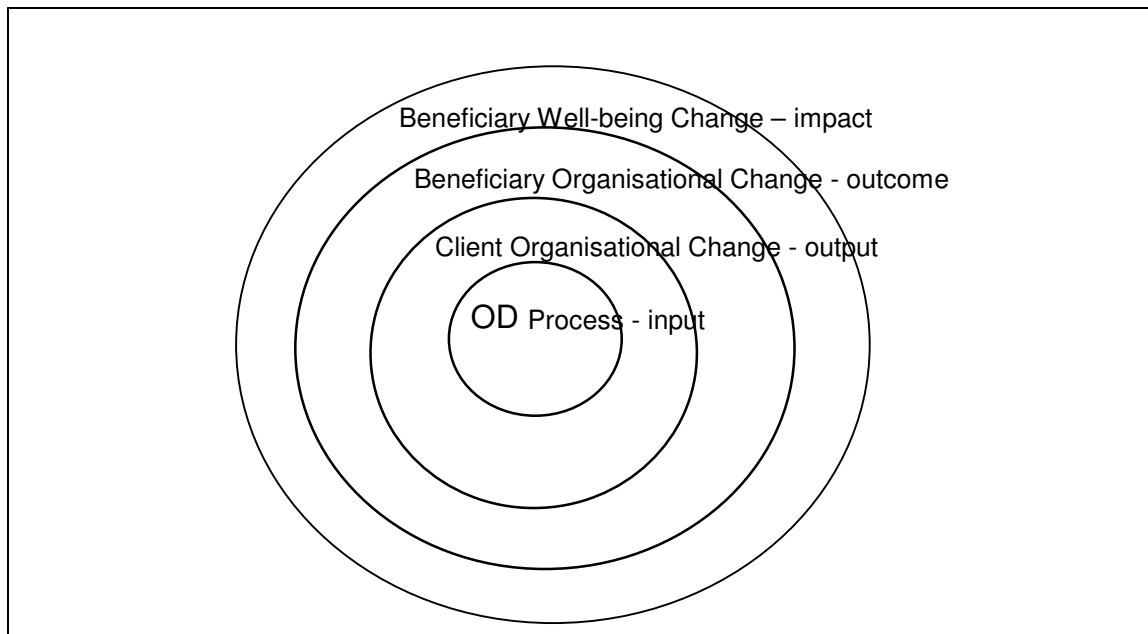 Beneficiary Well-being Change – impact
Beneficiary Organisational Change - outcome
Client Organisational Change - output
OD Process - input